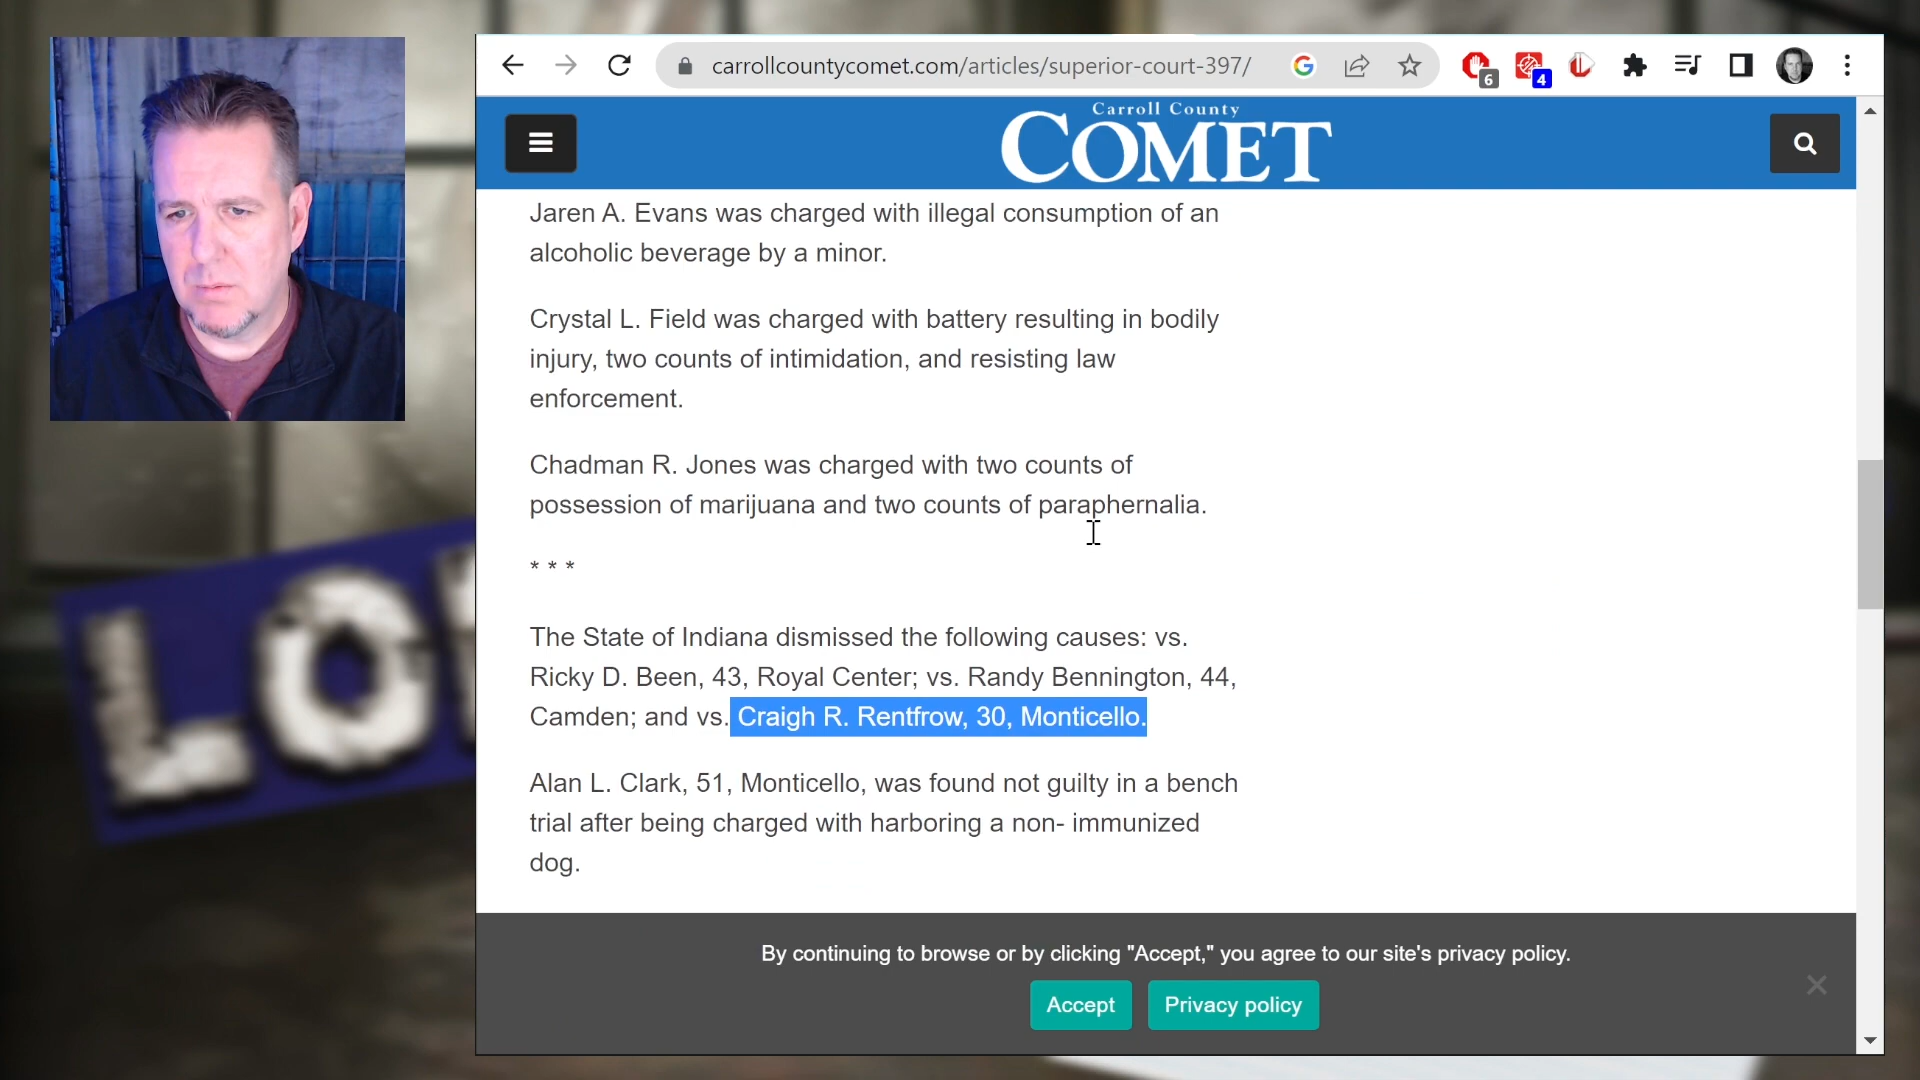 carrollcountycomet.com/articles/superior-court-397/
6
4
Carroll County
COMET
Jaren A. Evans was charged with illegal consumption of an
alcoholic beverage by a minor.
Crystal L. Field was charged with battery resulting in bodily
injury, two counts of intimidation, and resisting law
enforcement.
Chadman R. Jones was charged with two counts of
possession of marijuana and two counts of paraphernalia.
* * *
The State of Indiana dismissed the following causes: vs.
Ricky D. Been, 43, Royal Center; vs. Randy Bennington, 44,
Camden; and vs. Craigh R. Rentfrow, 30, Monticello.
Alan L. Clark, 51, Monticello, was found not guilty in a bench
trial after being charged with harboring a non- immunized
dog.
By continuing to browse or by clicking "Accept," you agree to our site's privacy policy.
Accept
Privacy policy
LO